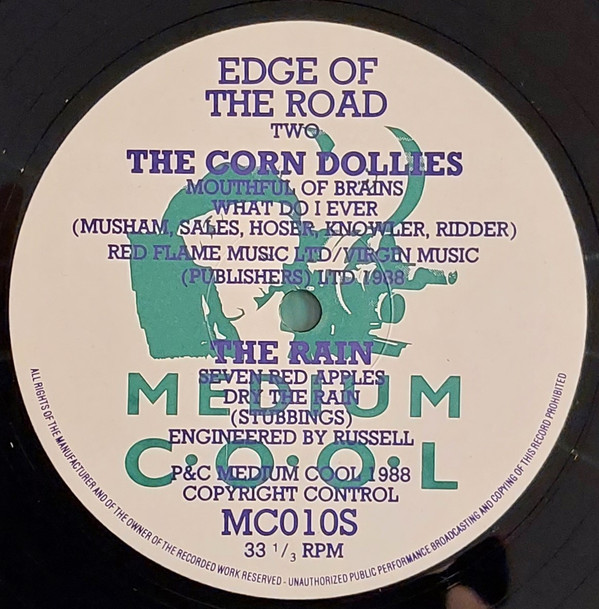 EDGE OF
THE ROAD
TWO
THE CORN DOLLIES
MOUTHFUL OF BRAINS
WHAT DO I EVER
(MUSHAM, SALES, HOSER, KNOWLER, RIDDER)
RED FLAME MUSIC LTD/VIRGIN MUSIC
(PUBLISHERS) LTD 1988
THE RAIN
SEVEN RED APPLES
MEDIUM
DRY THE RAIN
(STUBBINGS)
ENGINEERED BY RUSSELL
C·O·O·L
P&C MEDIUM COOL 1988
COPYRIGHT CONTROL
MC010S
33 1/3 RPM
ALL RIGHTS OF THE MANUFACTURER AND OF THE OWNER OF THE RECORDED WORK RESERVED - UNAUTHORIZED PUBLIC PERFORMANCE BROADCASTING AND COPYING OF THIS RECORD PROHIBITED